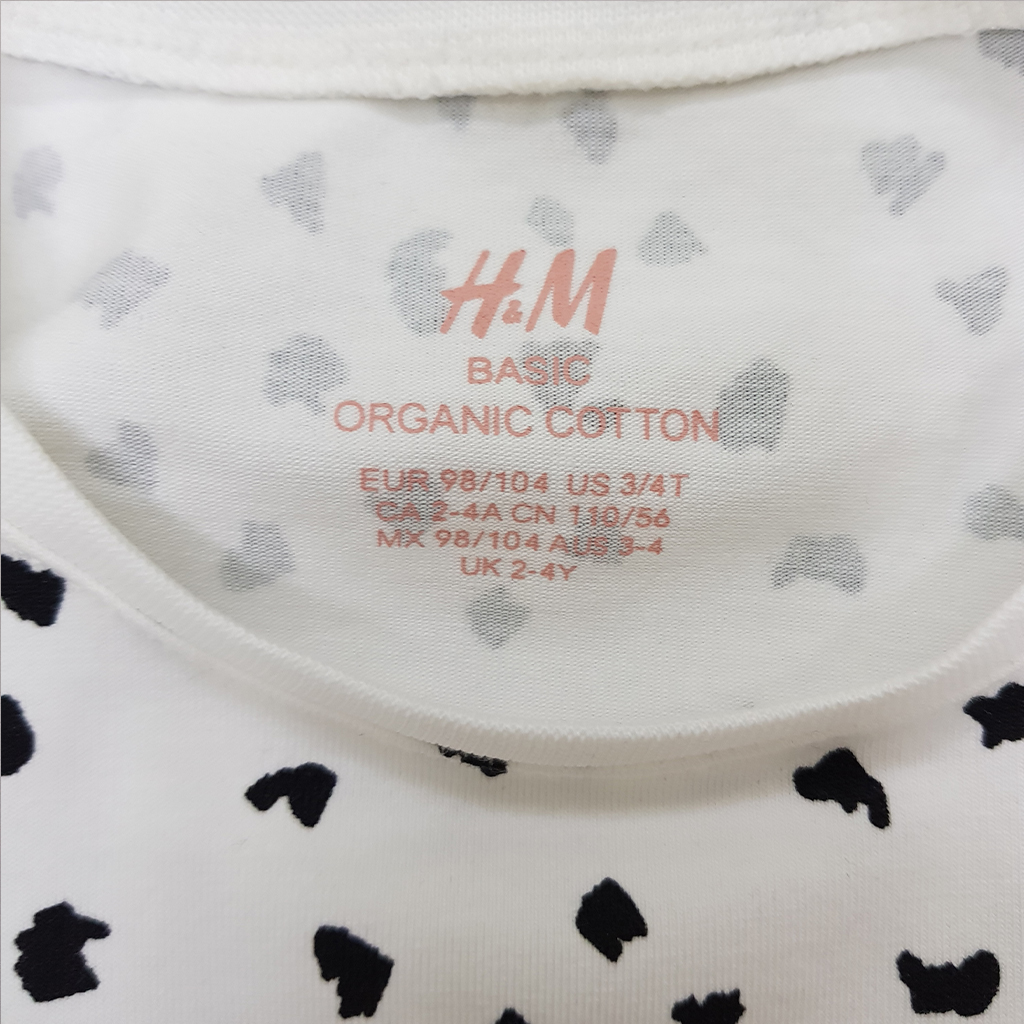 H&M
BASIC
ORGANIC COTTON
EUR 98/104 US 3/4T
CA 2-4A CN 110/56
MX 98/104 AUS 3-4
UK 2-4Y